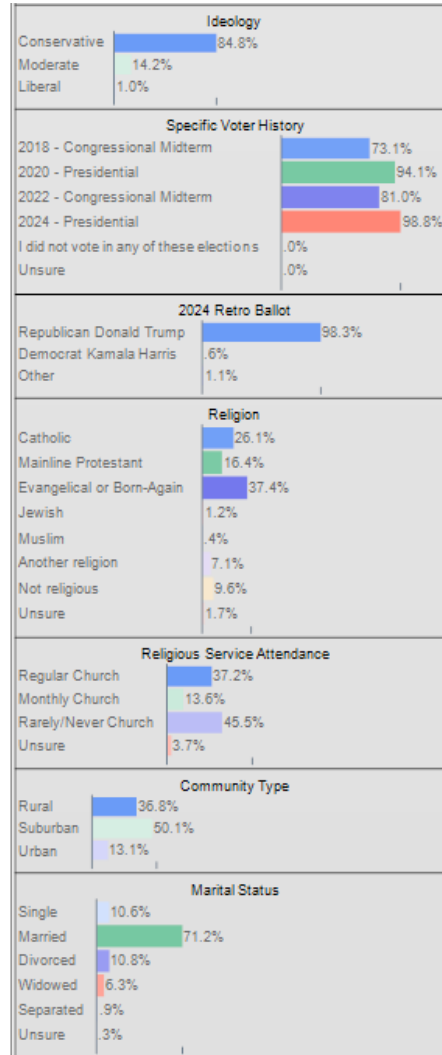 Ideology
Conservative 84.8%
Moderate 14.2%
Liberal 1.0%
Specific Voter History
2018 - Congressional Midterm 73.1%
2020 - Presidential 94.1%
2022 - Congressional Midterm 81.0%
2024 - Presidential 98.8%
I did not vote in any of these elections .0%
Unsure .0%
2024 Retro Ballot
Republican Donald Trump 98.3%
Democrat Kamala Harris .6%
Other 1.1%
Religion
Catholic 26.1%
Mainline Protestant 16.4%
Evangelical or Born-Again 37.4%
Jewish 1.2%
Muslim .4%
Another religion 7.1%
Not religious 9.6%
Unsure 1.7%
Religious Service Attendance
Regular Church 37.2%
Monthly Church 13.6%
Rarely/Never Church 45.5%
Unsure 3.7%
Community Type
Rural 36.8%
Suburban 50.1%
Urban 13.1%
Marital Status
Single 10.6%
Married 71.2%
Divorced 10.8%
Widowed 6.3%
Separated .9%
Unsure .3%